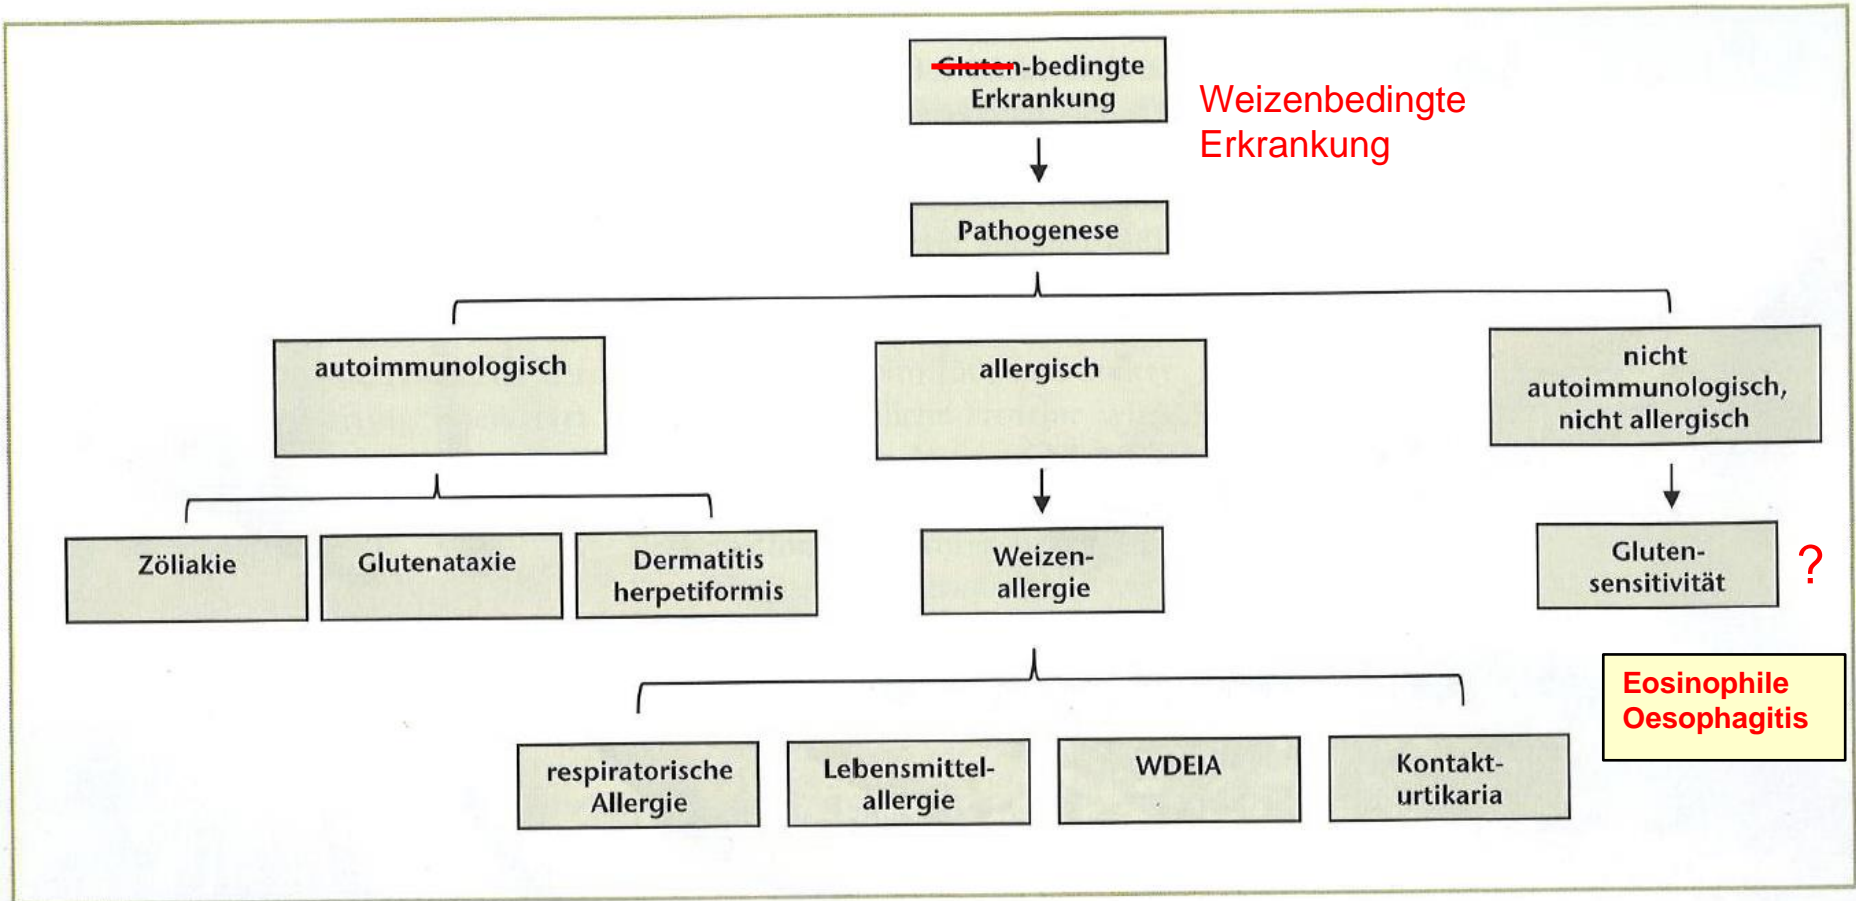 Gluten-bedingte
Erkrankung
Weizenbedingte
Erkrankung
Pathogenese
autoimmunologisch
allergisch
nicht
autoimmunologisch,
nicht allergisch
Zöliakie
Glutenataxie
Dermatitis
herpetiformis
Weizen-
allergie
Gluten-
sensitivität
?
Eosinophile
Oesophagitis
respiratorische
Allergie
Lebensmittel-
allergie
WDEIA
Kontakt-
urtikaria